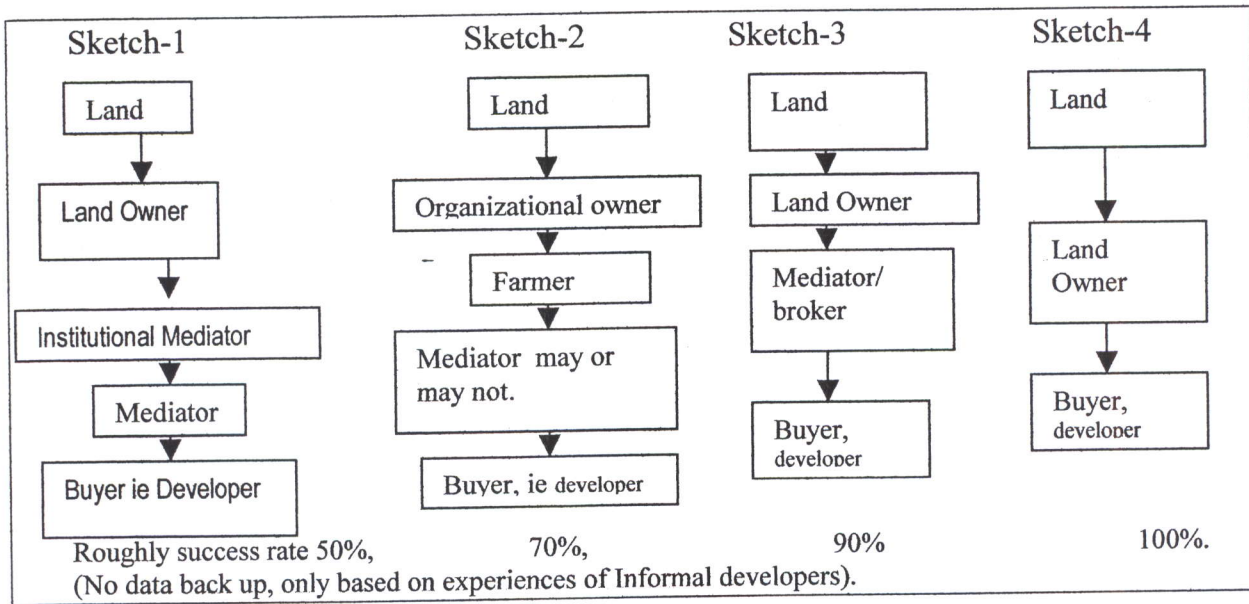 Sketch-1
Land
Land Owner
Institutional Mediator
Mediator
Buyer ie Developer
Sketch-2
Land
Organizational owner
Farmer
Mediator may or
may not.
Buyer, ie developer
Sketch-3
Land
Land Owner
Mediator/
broker
Buyer,
developer
Sketch-4
Land
Land
Owner
Buyer,
developer
Roughly success rate 50%, 70%, 90% 100%.
(No data back up, only based on experiences of Informal developers).